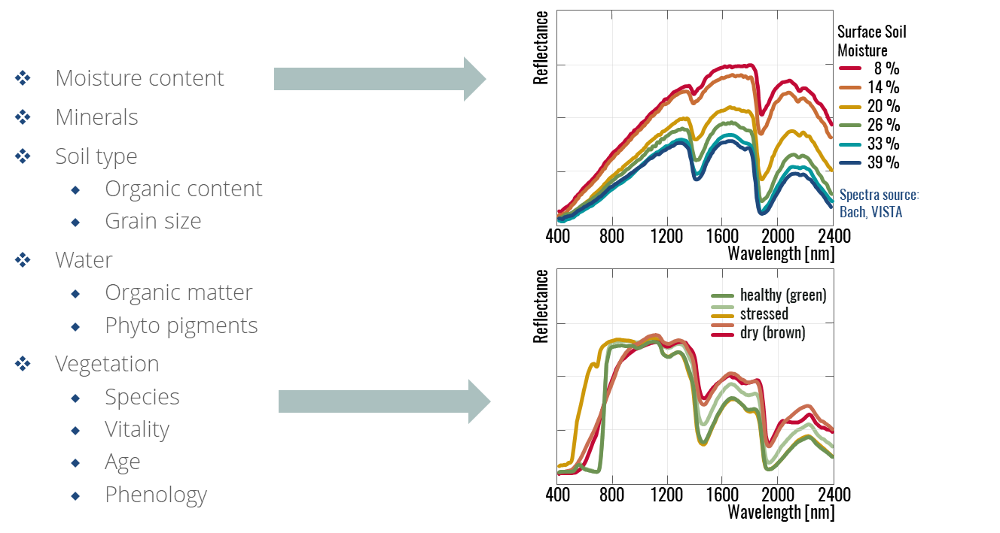 Moisture content
Minerals
Soil type
Organic content
Grain size
Water
Organic matter
Phyto pigments
Vegetation
Species
Vitality
Age
Phenology
Reflectance
Surface Soil
Moisture
8 %
14 %
20 %
26 %
33 %
39 %
Spectra source:
Bach, VISTA
400 800 1200 1600 2000 2400
Wavelength [nm]
Reflectance
healthy (green)
stressed
dry (brown)
400 800 1200 1600 2000 2400
Wavelength [nm]